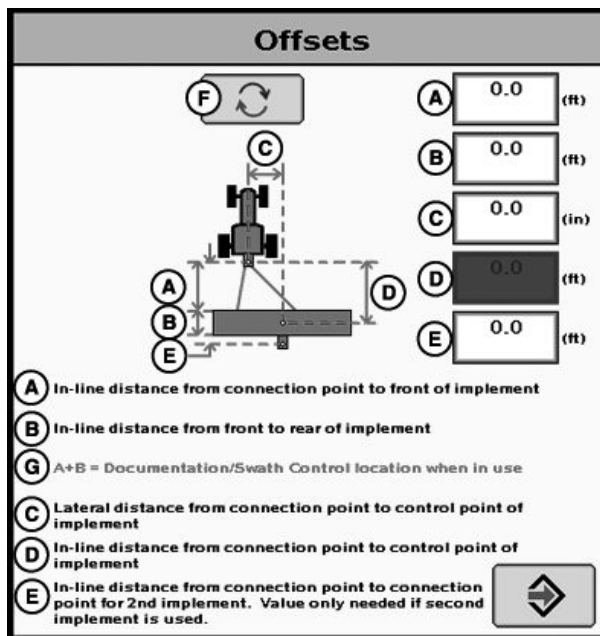 Offsets
F
A 0.0 (ft)
B 0.0 (ft)
C 0.0 (in)
D 0.0 (ft)
E 0.0 (ft)
C
A
D
B
E
A In-line distance from connection point to front of implement
B In-line distance from front to rear of implement
G A+B = Documentation/Swath Control location when in use
C Lateral distance from connection point to control point of
implement
D In-line distance from connection point to control point of
implement
E In-line distance from connection point to connection
point for 2nd implement. Value only needed if second
implement is used.